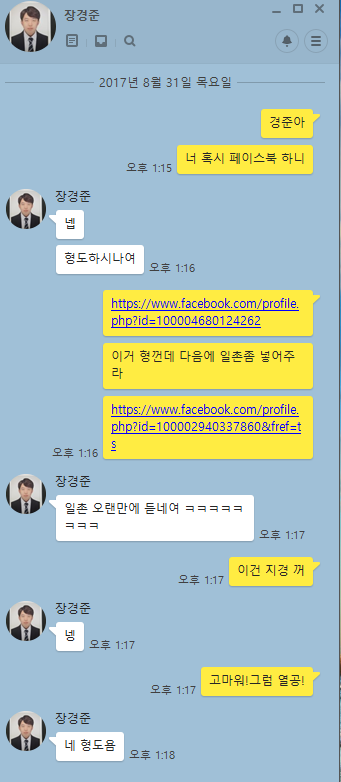 장경준
2017년 8월 31일 목요일
경준아
너 혹시 페이스북 하니
오후 1:15
장경준
넵
형도하시나여
오후 1:16
https://www.facebook.com/profile.
php?id=100004680124262
이거 형껀데 다음에 일촌좀 넣어주
라
https://www.facebook.com/profile.
php?id=100002940337860&fref=t
s
오후 1:16
장경준
일촌 오랜만에 듣네여 ㅋㅋㅋㅋㅋ
ㅋㅋㅋ
오후 1:17
이건 지경 꺼
오후 1:17
장경준
넹
오후 1:17
고마워!그럼 열공!
오후 1:17
장경준
네 형도욤
오후 1:18